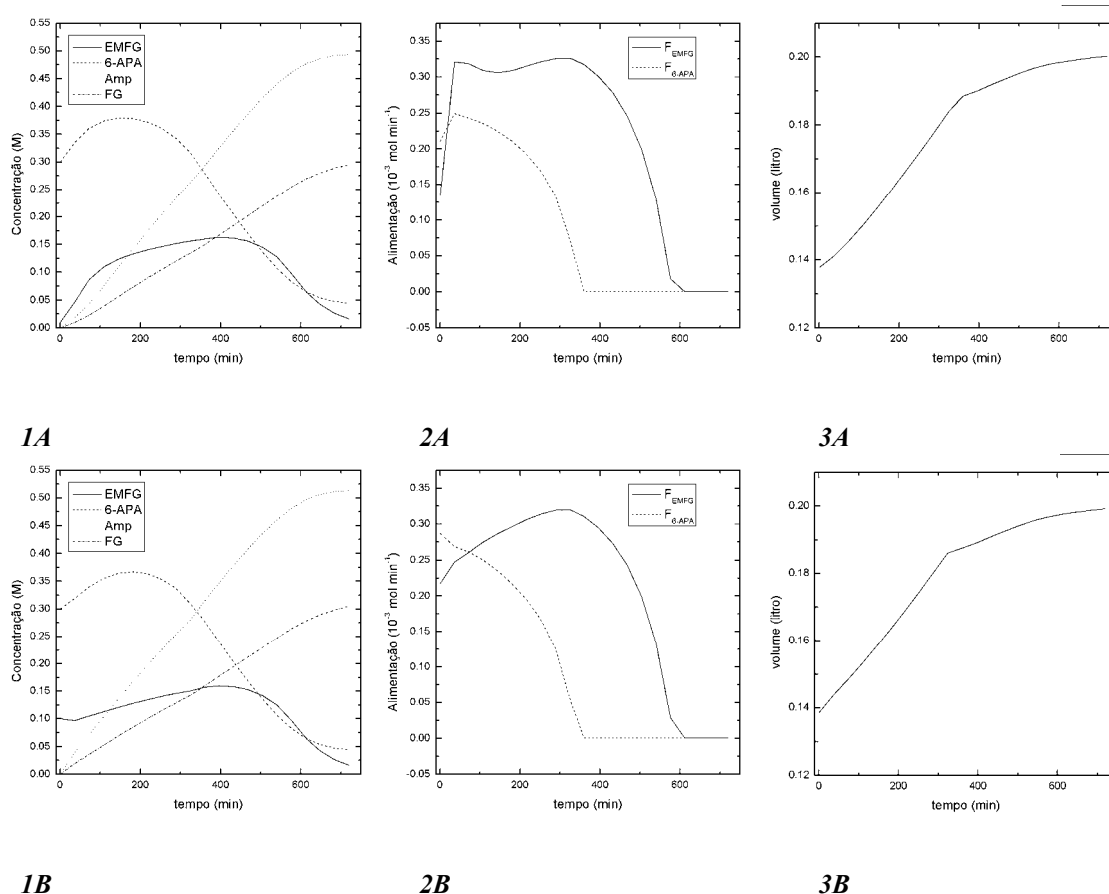 0.55
0.50
0.45
0.40
0.35
0.30
0.25
0.20
0.15
0.10
0.05
0.00
Concentração (M)
EMFG
6-APA
Amp
FG
0 200 400 600
tempo (min)
0.35
0.30
0.25
0.20
0.15
0.10
0.05
0.00
-0.05
Alimentação (10⁻³ mol min⁻¹)
F EMFG
F 6-APA
0 200 400 600
tempo (min)
0.20
0.18
0.16
0.14
0.12
volume (litro)
0 200 400 600
tempo (min)
1A 2A 3A
0.55
0.50
0.45
0.40
0.35
0.30
0.25
0.20
0.15
0.10
0.05
0.00
Concentração (M)
EMFG
6-APA
Amp
FG
0 200 400 600
tempo (min)
0.35
0.30
0.25
0.20
0.15
0.10
0.05
0.00
-0.05
Alimentação (10⁻³ mol min⁻¹)
F EMFG
F 6-APA
0 200 400 600
tempo (min)
0.20
0.18
0.16
0.14
0.12
volume (litro)
0 200 400 600
tempo (min)
1B 2B 3B